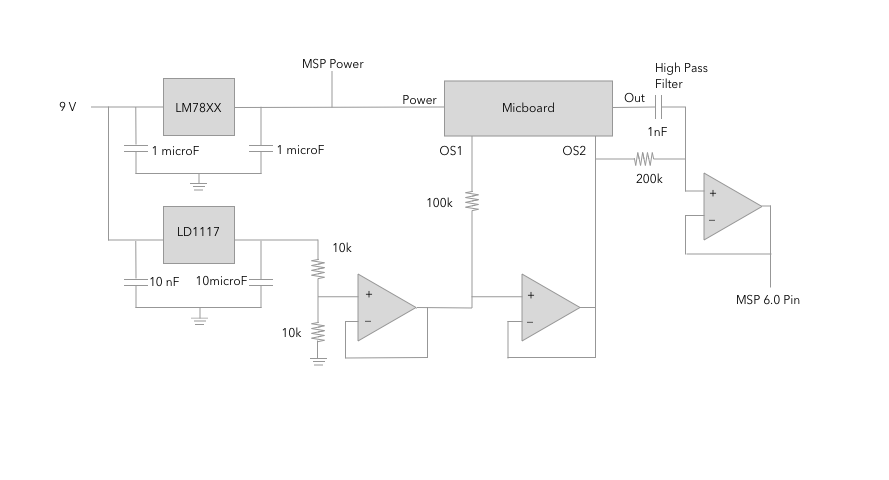 MSP Power
High Pass
Filter
9 V
LM78XX
Power
Micboard
Out
1nF
1 microF
1 microF
OS1
OS2
200k
100k
+
−
LD1117
10k
10 nF
10microF
+
−
+
−
MSP 6.0 Pin
10k